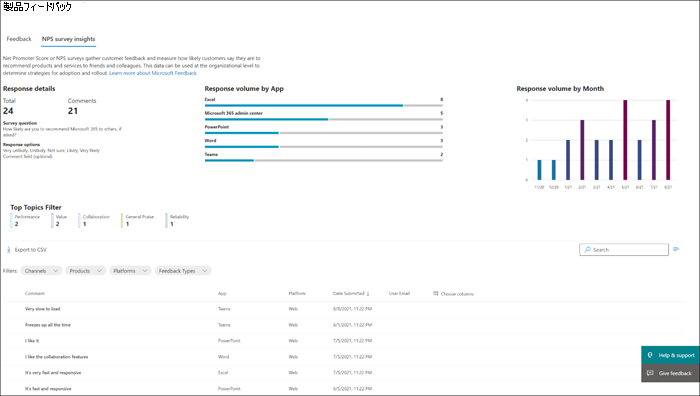 製品フィードバック
Feedback NPS survey insights
Net Promoter Score or NPS surveys gather customer feedback and measure how likely customers say they are to
recommend products and services to friends and colleagues. This data can be used at the organizational level to
determine strategies for adoption and rollout. Learn more about Microsoft Feedback
Response details
Total Comments
24 21
Survey question
How likely are you to recommend Microsoft 365 to others, if
asked?
Response options
Very unlikely, Unlikely, Not sure, Likely, Very likely
Comment field (optional)
Response volume by App
Excel 8
Microsoft 365 admin center 5
PowerPoint 3
Word 3
Teams 2
Response volume by Month
4
3
2
1
0
11/20 12/20 1/21 2/21 3/21 4/21 5/21 6/21 7/21 8/21
Top Topics Filter
Performance Value Collaboration General Praise Reliability
2 2 1 1 1
Export to CSV
Search
Filters: Channels Products Platforms Feedback Types
Comment App Platform Date Submitted ↓ User Email Choose columns
Very slow to load Teams Web 8/8/2021, 11:22 PM
Freezes up all the time Teams Web 8/1/2021, 11:22 PM
I like it PowerPoint Web 7/5/2021, 11:22 PM
I like the collaboration features Word Web 7/5/2021, 11:22 PM
It's very fast and responsive Excel Web 7/5/2021, 11:22 PM
It's fast and responsive PowerPoint Web 6/5/2021, 11:22 PM
Help & support
Give feedback